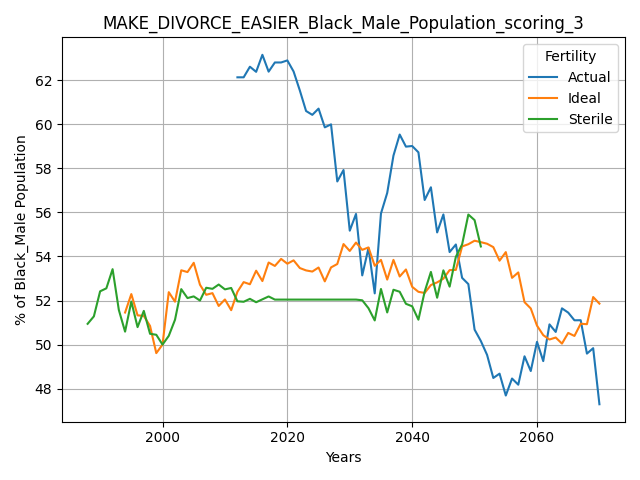 MAKE_DIVORCE_EASIER_Black_Male_Population_scoring_3
Fertility
Actual
Ideal
Sterile
% of Black_Male Population
62
60
58
56
54
52
50
48
2000
2020
2040
2060
Years